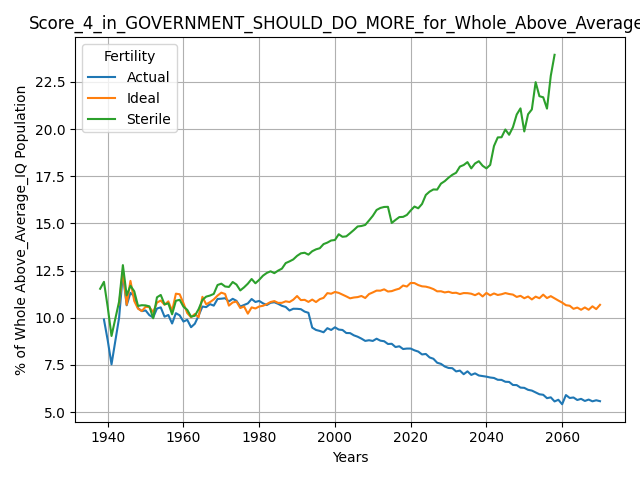 Score_4_in_GOVERNMENT_SHOULD_DO_MORE_for_Whole_Above_Average
Fertility
Actual
Ideal
Sterile
% of Whole Above_Average_IQ Population
22.5
20.0
17.5
15.0
12.5
10.0
7.5
5.0
1940 1960 1980 2000 2020 2040 2060
Years